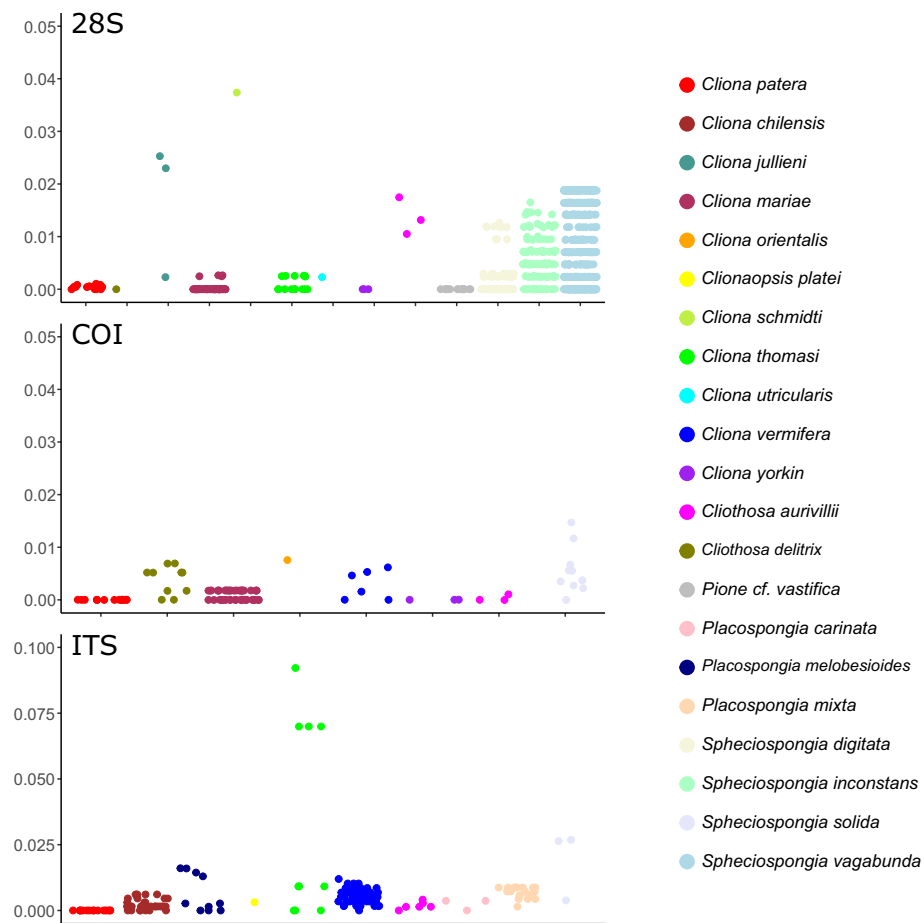 28S
0.05
0.04
0.03
0.02
0.01
0.00
COI
0.05
0.04
0.03
0.02
0.01
0.00
ITS
0.100
0.075
0.050
0.025
0.000
Cliona patera
Cliona chilensis
Cliona jullieni
Cliona mariae
Cliona orientalis
Clionaopsis platei
Cliona schmidti
Cliona thomasi
Cliona utricularis
Cliona vermifera
Cliona yorkin
Cliothosa aurivillii
Cliothosa delitrix
Pione cf. vastifica
Placospongia carinata
Placospongia melobesioides
Placospongia mixta
Spheciospongia digitata
Spheciospongia inconstans
Spheciospongia solida
Spheciospongia vagabunda